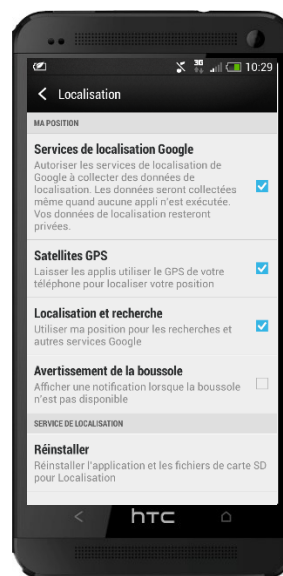 3G 10:29
Localisation
MA POSITION
Services de localisation Google
Autoriser les services de localisation de
Google à collecter des données de
localisation. Les données seront collectées
même quand aucune appli n'est exécutée.
Vos données de localisation resteront
privées.
Satellites GPS
Laisser les applis utiliser le GPS de votre
téléphone pour localiser votre position
Localisation et recherche
Utiliser ma position pour les recherches et
autres services Google
Avertissement de la boussole
Afficher une notification lorsque la boussole
n'est pas disponible
SERVICE DE LOCALISATION
Réinstaller
Réinstaller l'application et les fichiers de carte SD
pour Localisation
hTC